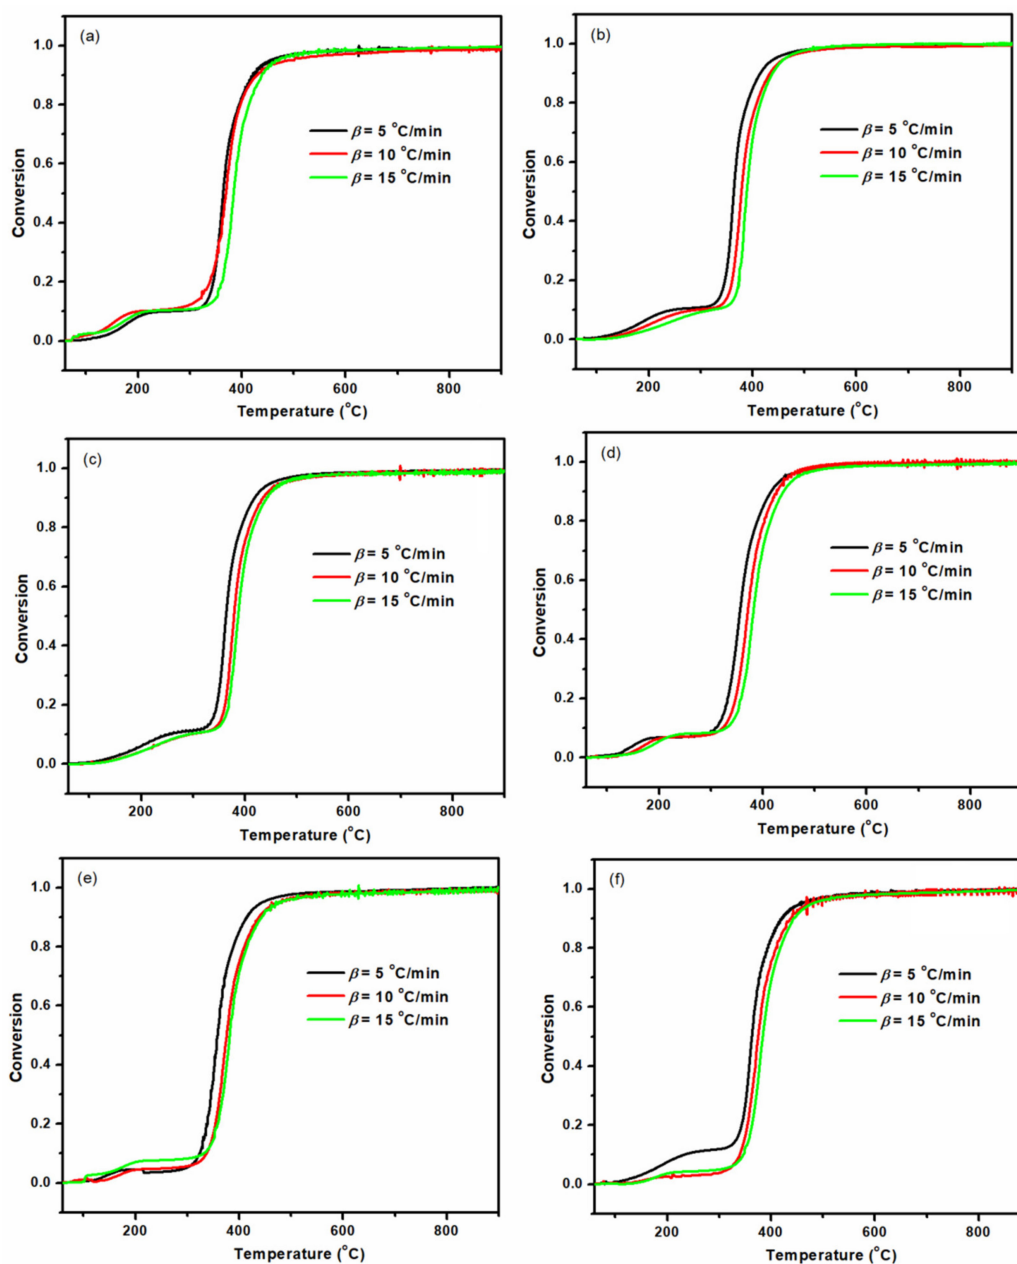 (a)
1.0
0.8
0.6
0.4
0.2
0.0
Conversion
β = 5 °C/min
β = 10 °C/min
β = 15 °C/min
200 400 600 800
Temperature (°C)
(b)
1.0
0.8
0.6
0.4
0.2
0.0
Conversion
β = 5 °C/min
β = 10 °C/min
β = 15 °C/min
200 400 600 800
Temperature (°C)
(c)
1.0
0.8
0.6
0.4
0.2
0.0
Conversion
β = 5 °C/min
β = 10 °C/min
β = 15 °C/min
200 400 600 800
Temperature (°C)
(d)
1.0
0.8
0.6
0.4
0.2
0.0
Conversion
β = 5 °C/min
β = 10 °C/min
β = 15 °C/min
200 400 600 800
Temperature (°C)
(e)
1.0
0.8
0.6
0.4
0.2
0.0
Conversion
β = 5 °C/min
β = 10 °C/min
β = 15 °C/min
200 400 600 800
Temperature (°C)
(f)
1.0
0.8
0.6
0.4
0.2
0.0
Conversion
β = 5 °C/min
β = 10 °C/min
β = 15 °C/min
200 400 600 800
Temperature (°C)